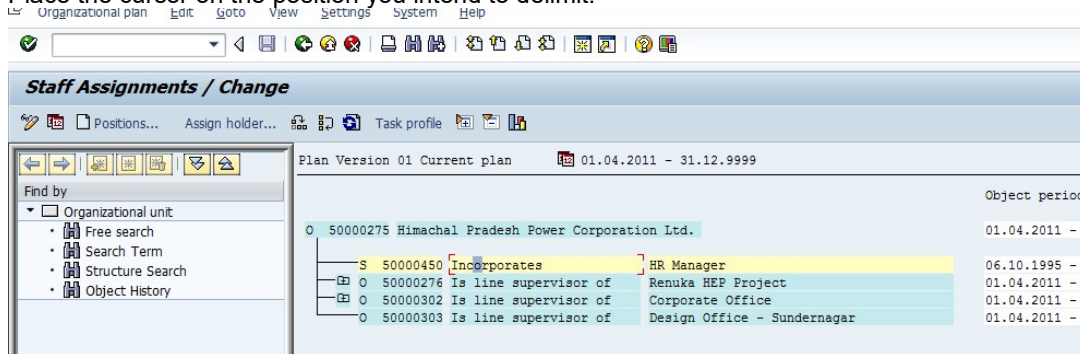 Place the cursor on the position you intend to delimit.
Organizational plan Edit Goto View Settings System Help
Staff Assignments / Change
Positions... Assign holder... Task profile
Plan Version 01 Current plan 01.04.2011 - 31.12.9999
Find by
Object period
Organizational unit
Free search
Search Term
Structure Search
Object History
O 50000275 Himachal Pradesh Power Corporation Ltd. 01.04.2011 -
S 50000450 Incorporates HR Manager 06.10.1995 -
O 50000276 Is line supervisor of Renuka HEP Project 01.04.2011 -
O 50000302 Is line supervisor of Corporate Office 01.04.2011 -
O 50000303 Is line supervisor of Design Office - Sundernagar 01.04.2011 -